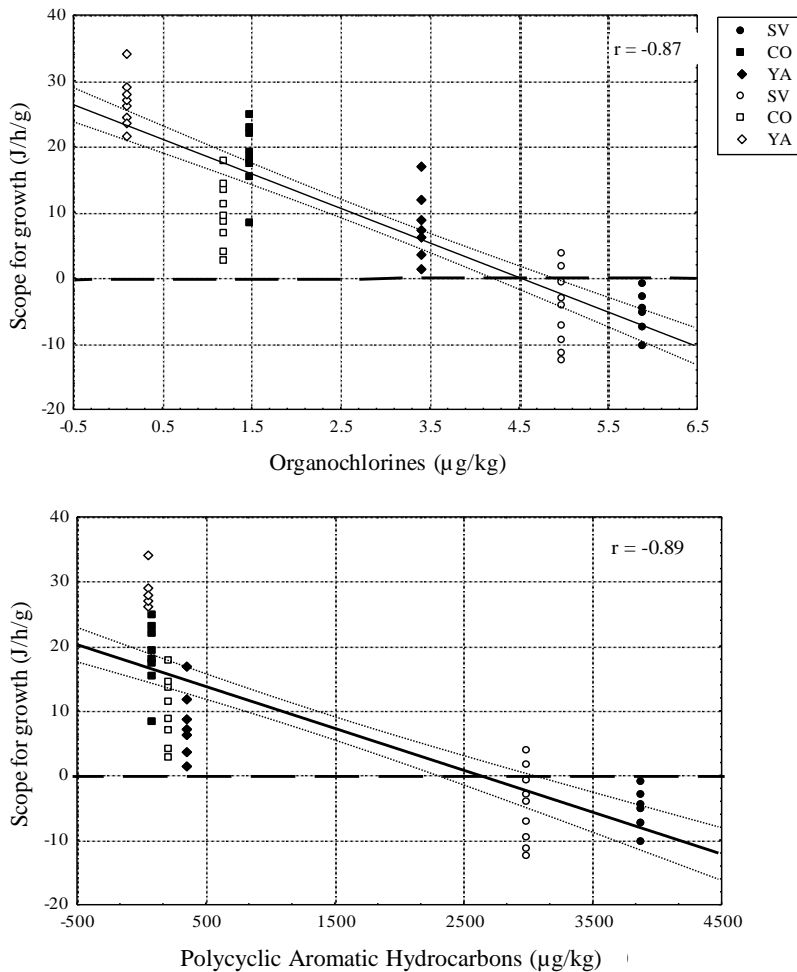 40
30
20
10
0
-10
-20
Scope for growth (J/h/g)
r = -0.87
SV
CO
YA
SV
CO
YA
-0.5 0.5 1.5 2.5 3.5 4.5 5.5 6.5
Organochlorines (µg/kg)
40
30
20
10
0
-10
-20
Scope for growth (J/h/g)
r = -0.89
-500 500 1500 2500 3500 4500
Polycyclic Aromatic Hydrocarbons (µg/kg)